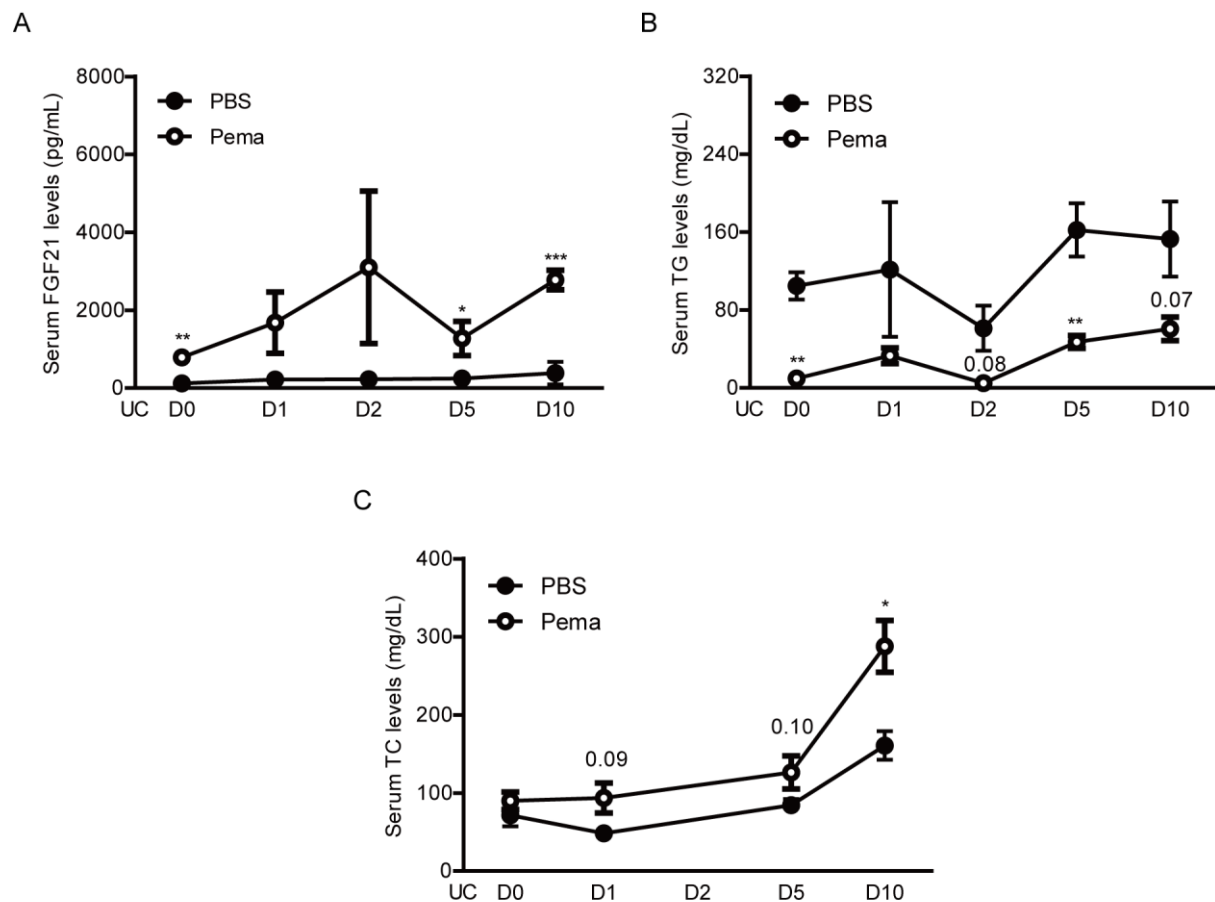 A
Serum FGF21 levels (pg/mL)
8000
6000
4000
2000
0
PBS
Pema
**
*
***
UC D0 D1 D2 D5 D10
B
Serum TG levels (mg/dL)
320
240
160
80
0
PBS
Pema
**
0.08
**
0.07
UC D0 D1 D2 D5 D10
C
Serum TC levels (mg/dL)
400
300
200
100
0
PBS
Pema
0.09
0.10
*
UC D0 D1 D2 D5 D10